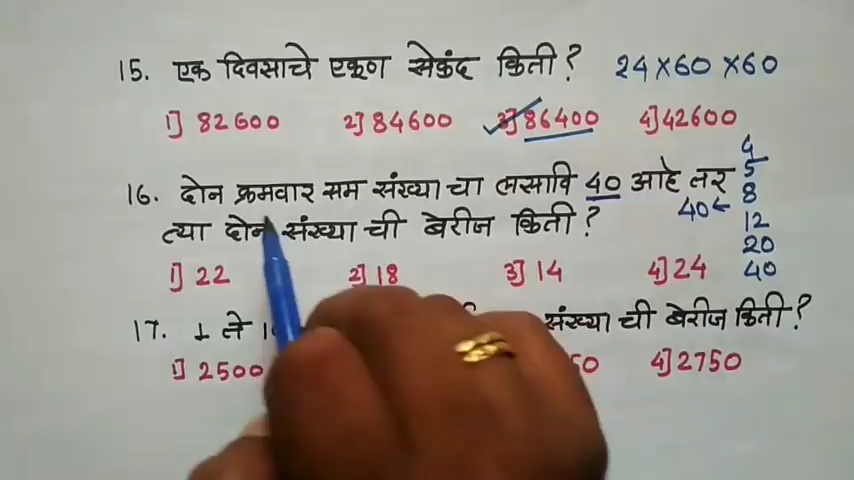 15. एक दिवसाचे एकूण सेकंद किती? 24×60×60
1] 82600 2] 84600 3] 86400 4] 42600
16. दोन क्रमवार सम संख्या चा लसावि 40 आहे तर
त्या दोन संख्या ची बेरीज किती?
1] 22 2] 18 3] 14 4] 24
4
5
8
40←
12
20
40
17. 1 ते संख्या ची बेरीज किती?
1] 2500 4] 2750